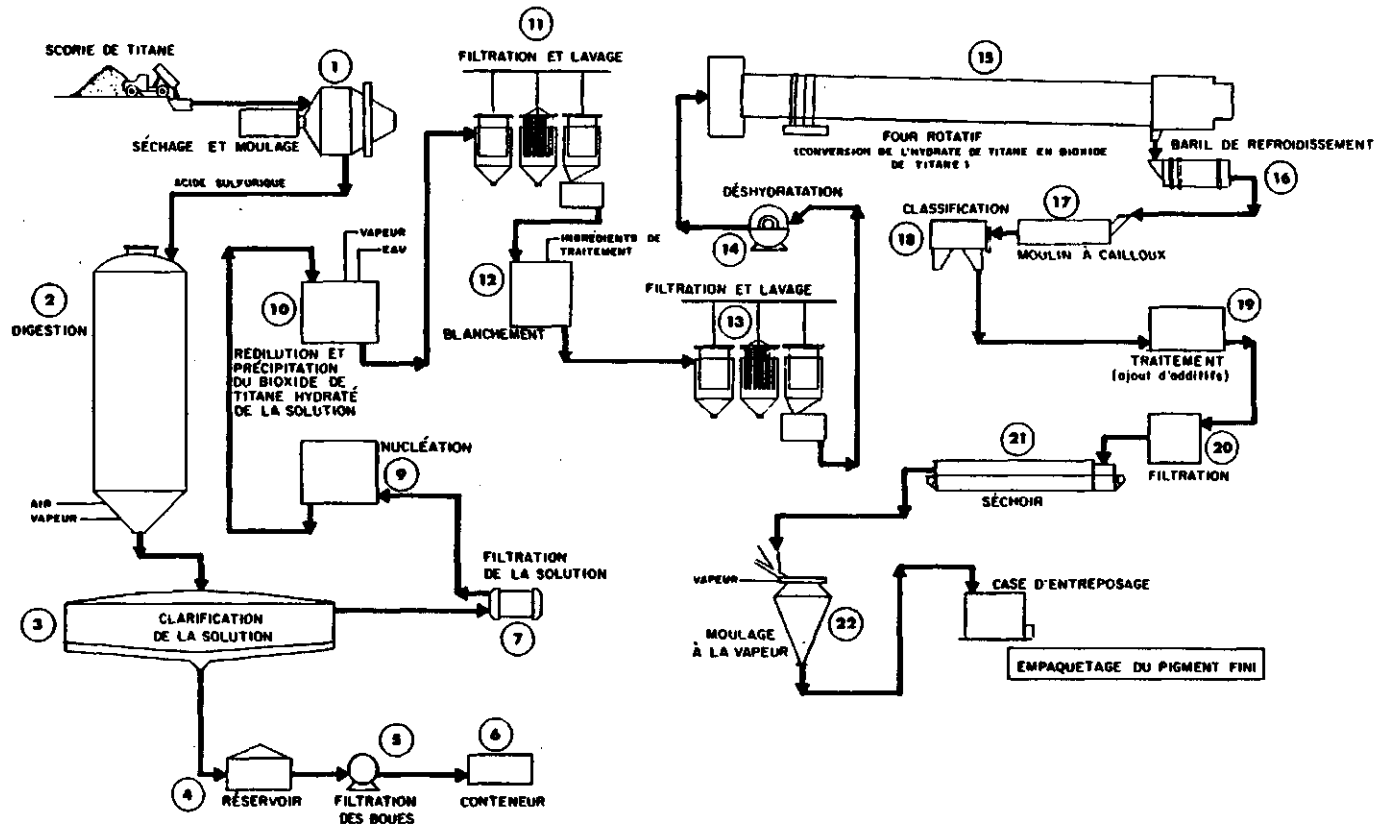 SCORIE DE TITANE
1
SÉCHAGE ET MOULAGE
ACIDE SULFURIQUE
2
DIGESTION
AIR
VAPEUR
3
CLARIFICATION
DE LA SOLUTION
4
RÉSERVOIR
5
FILTRATION
DES BOUES
6
CONTENEUR
7
FILTRATION
DE LA SOLUTION
NUCLÉATION
9
VAPEUR
EAU
10
RÉDILUTION ET
PRÉCIPITATION
DU BIOXIDE DE
TITANE HYDRATÉ
DE LA SOLUTION
11
FILTRATION ET LAVAGE
INGRÉDIENTS DE
TRAITEMENT
12
BLANCHEMENT
FILTRATION ET LAVAGE
13
DÉSHYDRATATION
14
15
FOUR ROTATIF
(CONVERSION DE L'HYDRATE DE TITANE EN BIOXIDE
DE TITANE)
BARIL DE REFROIDISSEMENT
16
17
MOULIN À CAILLOUX
CLASSIFICATION
18
19
TRAITEMENT
(ajout d'additifs)
20
FILTRATION
21
SÉCHOIR
VAPEUR
22
MOULAGE
À LA VAPEUR
CASE D'ENTREPOSAGE
EMPAQUETAGE DU PIGMENT FINI